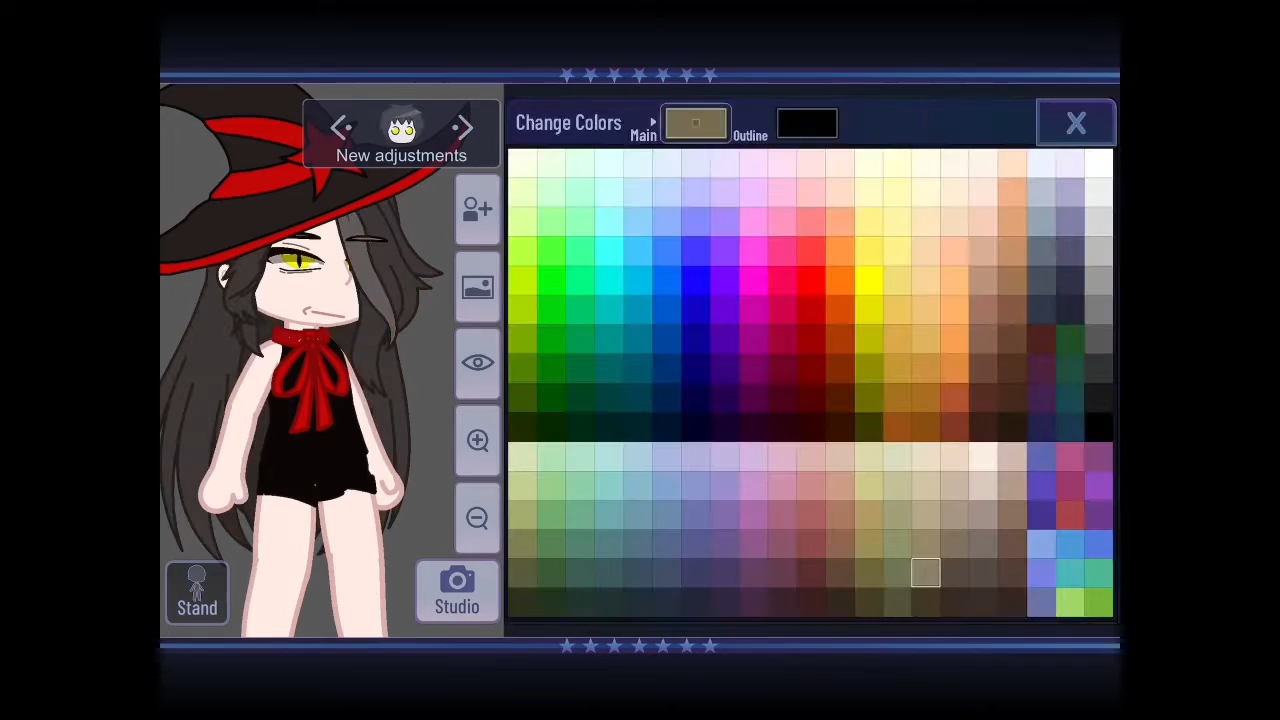 Change Colors
Main
Outline
X
New adjustments
Stand
Studio